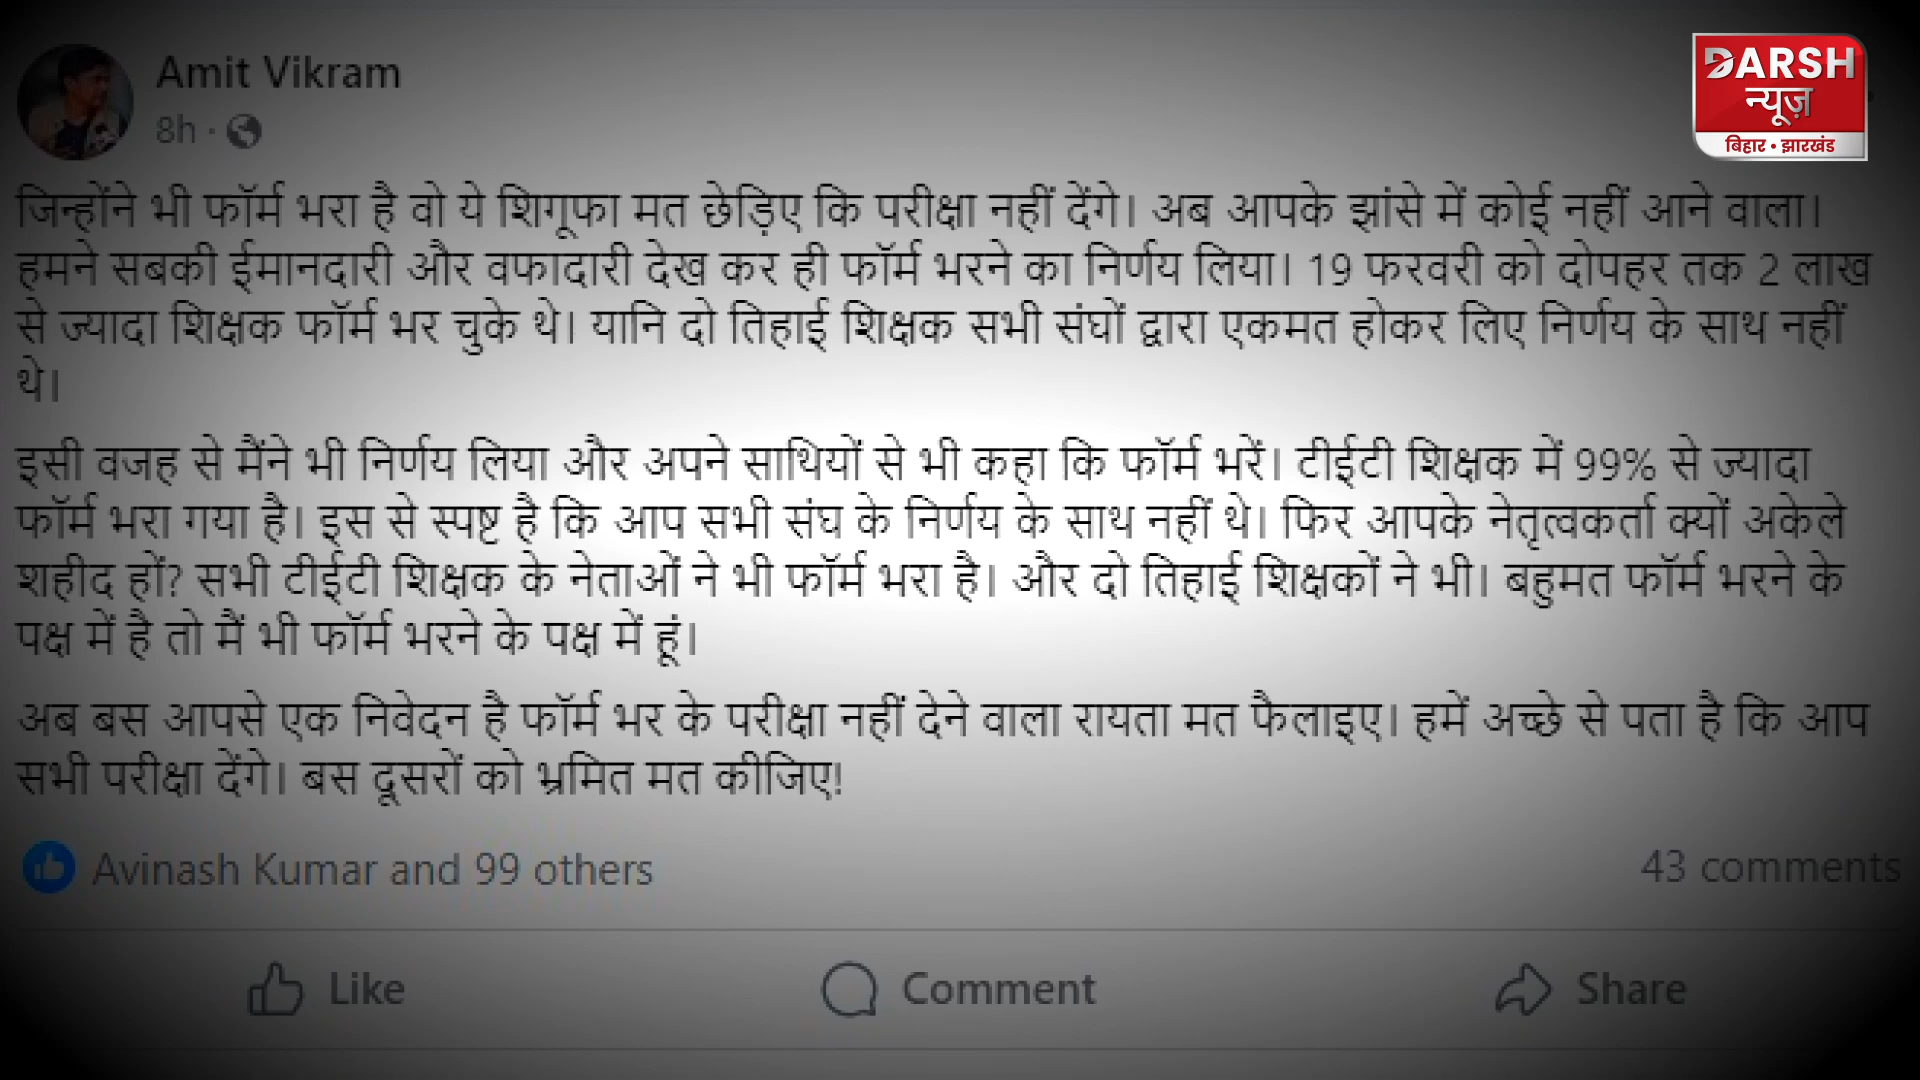 Amit Vikram
8h ·
DARSH
न्यूज़
बिहार • झारखंड
जिन्होंने भी फॉर्म भरा है वो ये शिगूफा मत छेड़िए कि परीक्षा नहीं देंगे। अब आपके झांसे में कोई नहीं आने वाला।
हमने सबकी ईमानदारी और वफादारी देख कर ही फॉर्म भरने का निर्णय लिया। 19 फरवरी को दोपहर तक 2 लाख
से ज्यादा शिक्षक फॉर्म भर चुके थे। यानि दो तिहाई शिक्षक सभी संघों द्वारा एकमत होकर लिए निर्णय के साथ नहीं
थे।
इसी वजह से मैंने भी निर्णय लिया और अपने साथियों से भी कहा कि फॉर्म भरें। टीईटी शिक्षक में 99% से ज्यादा
फॉर्म भरा गया है। इस से स्पष्ट है कि आप सभी संघ के निर्णय के साथ नहीं थे। फिर आपके नेतृत्वकर्ता क्यों अकेले
शहीद हों? सभी टीईटी शिक्षक के नेताओं ने भी फॉर्म भरा है। और दो तिहाई शिक्षकों ने भी। बहुमत फॉर्म भरने के
पक्ष में है तो मैं भी फॉर्म भरने के पक्ष में हूं।
अब बस आपसे एक निवेदन है फॉर्म भर के परीक्षा नहीं देने वाला रायता मत फैलाइए। हमें अच्छे से पता है कि आप
सभी परीक्षा देंगे। बस दूसरों को भ्रमित मत कीजिए!
Avinash Kumar and 99 others
43 comments
Like
Comment
Share